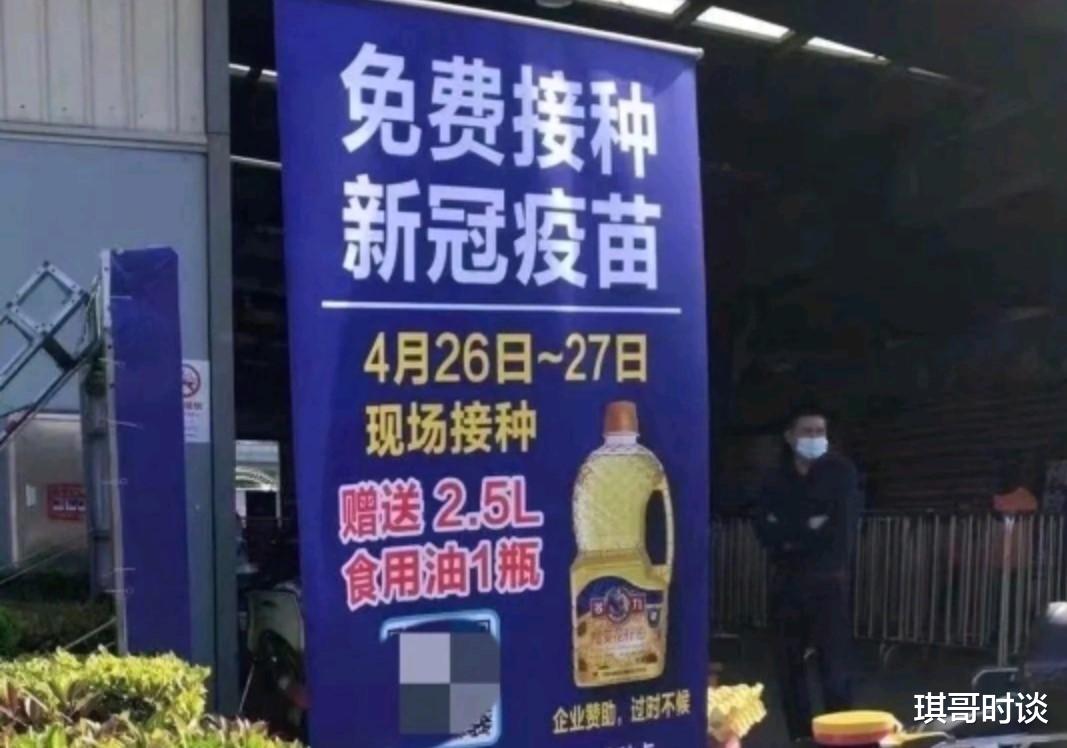 免费接种
新冠疫苗
4月26日~27日
现场接种
赠送 2.5L
食用油1瓶
多力
企业赞助，过时不候
琪哥时谈